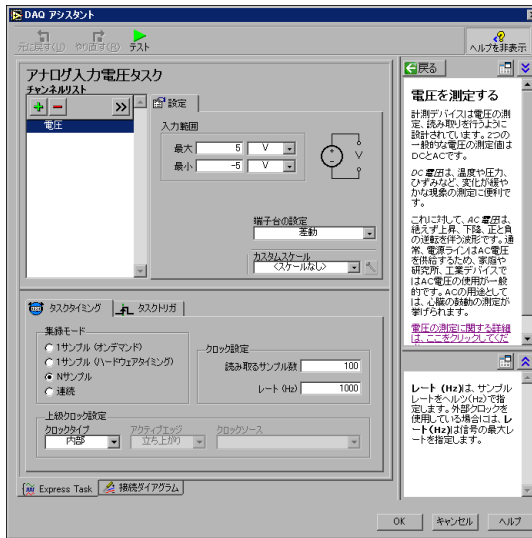 DAQ アシスタント
元に戻す(U) やり直す(R) テスト
ヘルプを非表示
アナログ入力電圧タスク
チャンネルリスト
電圧
設定
入力範囲
最大 5 V
最小 -5 V
V
端子台の設定
差動
カスタムスケール
<スケールなし>
タスクタイミング タスクトリガ
集録モード
1サンプル (オンデマンド)
1サンプル (ハードウェアタイミング)
Nサンプル
連続
クロック設定
読み取るサンプル数 100
レート (Hz) 1000
上級クロック設定
クロックタイプ アクティブエッジ クロックソース
内部 立ち上がり
Express Task 接続ダイアグラム
戻る
電圧を測定する
計測デバイスは電圧の測
定、読み取りを行うように
設計されています。2つの
一般的な電圧の測定値は
DCとACです。
DC 電圧は、温度や圧力、
ひずみなど、変化が緩や
かな現象の測定に便利で
す。
これに対して、AC 電圧は、
絶えず上昇、下降、正と負
の逆転を伴う波形です。通
常、電源ラインはAC電圧
を供給するため、家庭や
研究所、工業デバイスで
はAC電圧の使用が一般
的です。ACの用途として
は、心臓の鼓動の測定が
挙げられます。
電圧の測定に関する詳細
は、ここをクリックしてくだ
レート (Hz)は、サンプル
レートをヘルツ(Hz)で指
定します。外部クロックを
使用している場合には、レ
ート(Hz)は信号の最大レ
ートを指定します。
OK キャンセル ヘルプ